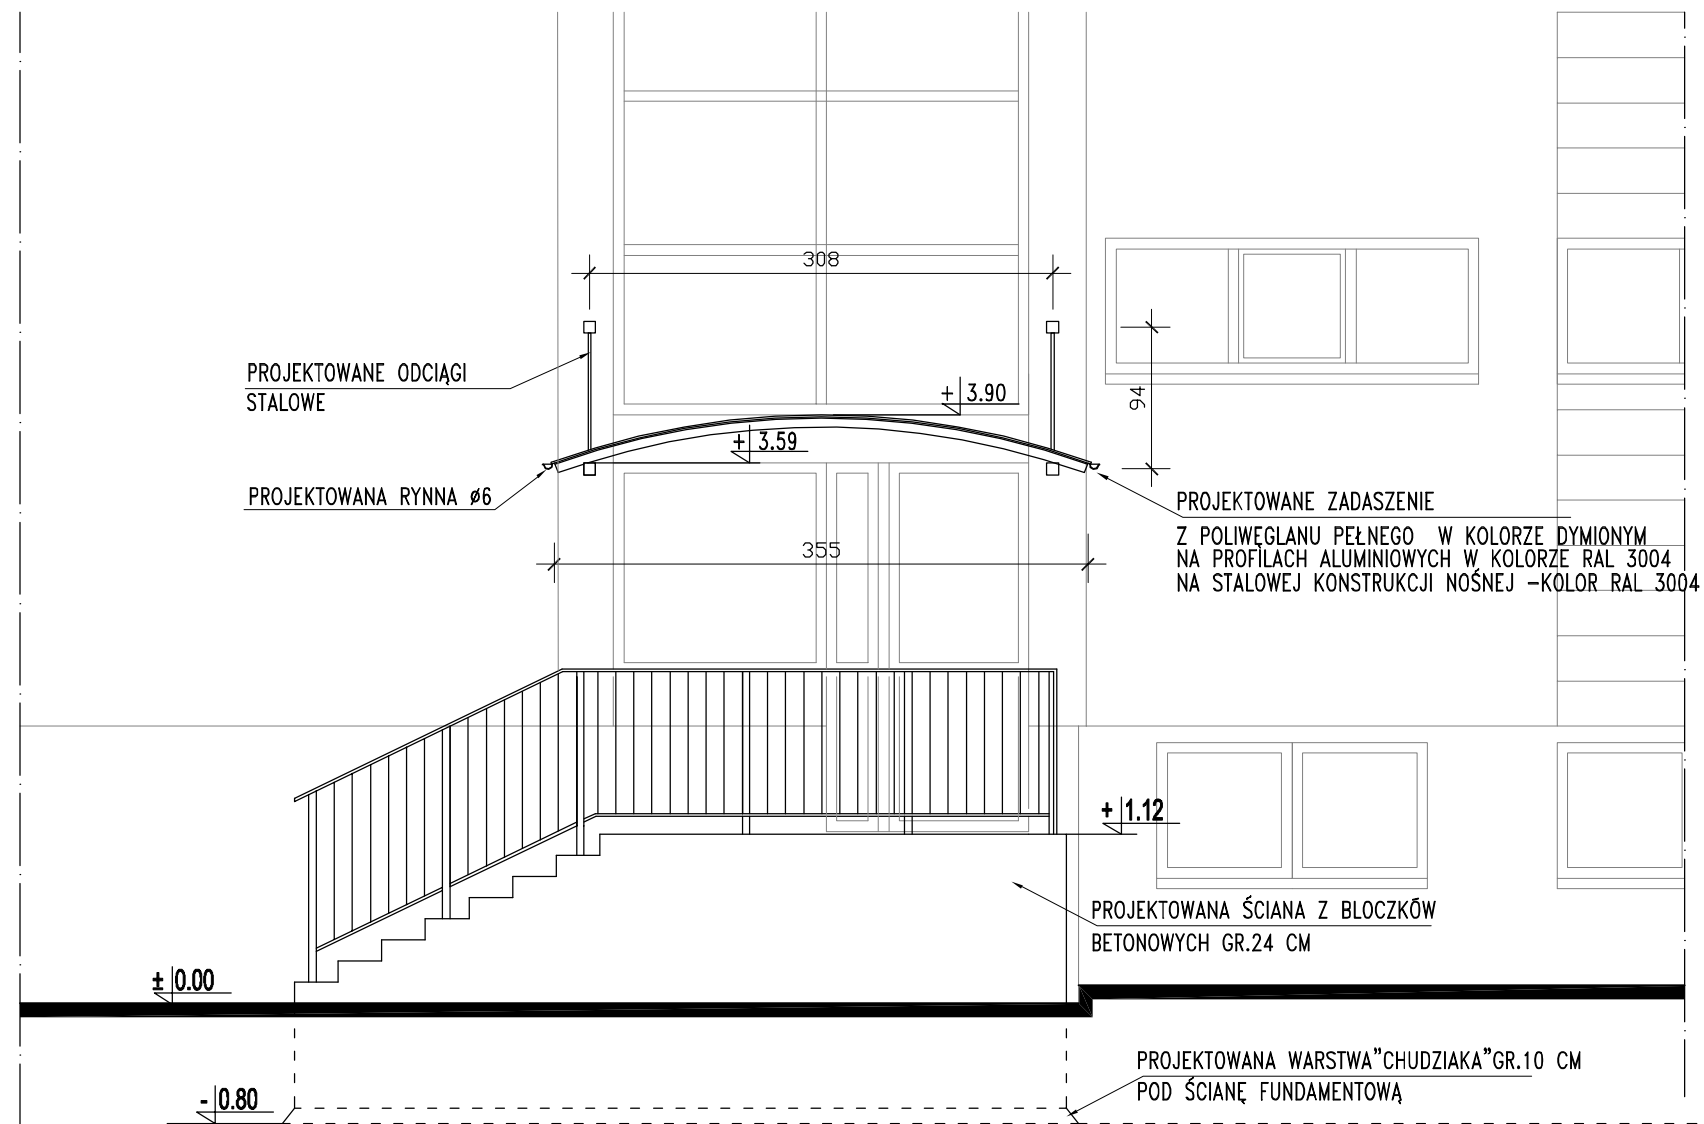 308
PROJEKTOWANE ODCIĄGI
STALOWE
94
+ 3.90
+ 3.59
PROJEKTOWANA RYNNA ø6
PROJEKTOWANE ZADASZENIE
Z POLIWĘGLANU PEŁNEGO W KOLORZE DYMIONYM
NA PROFILACH ALUMINIOWYCH W KOLORZE RAL 3004
NA STALOWEJ KONSTRUKCJI NOŚNEJ -KOLOR RAL 3004
355
+ 1.12
PROJEKTOWANA ŚCIANA Z BLOCZKÓW
BETONOWYCH GR.24 CM
± 0.00
PROJEKTOWANA WARSTWA"CHUDZIAKA"GR.10 CM
POD ŚCIANĘ FUNDAMENTOWĄ
- 0.80